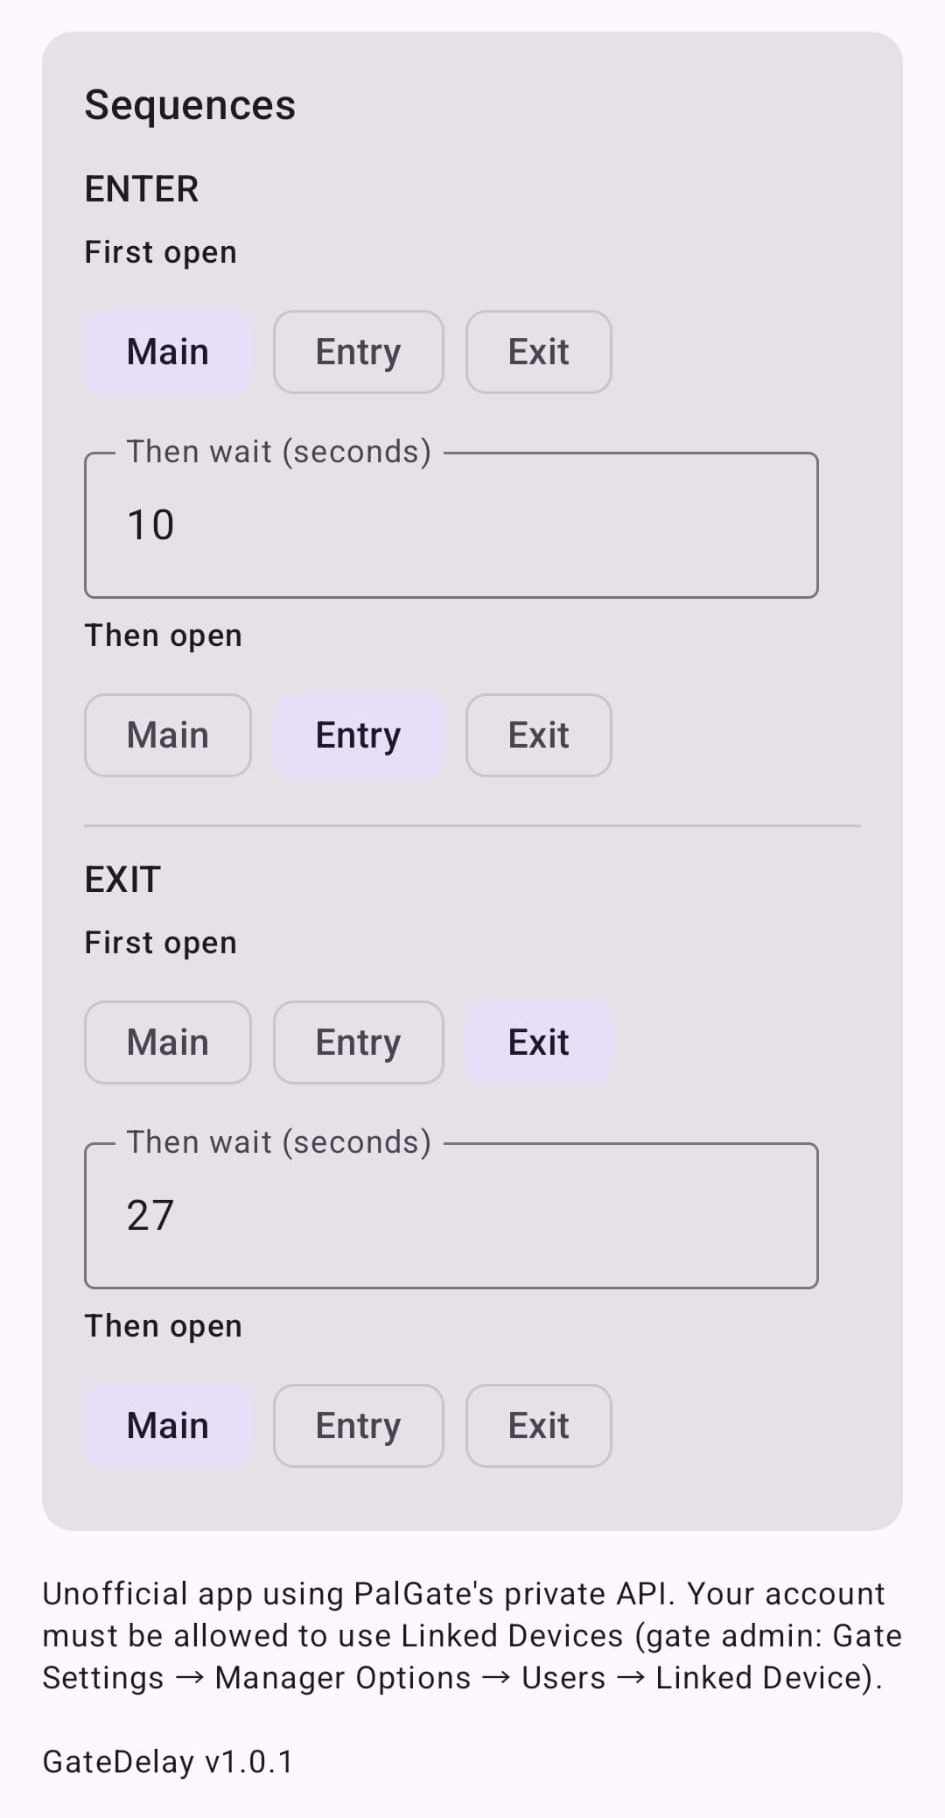 Sequences
ENTER
First open
Main Entry Exit
Then wait (seconds)
10
Then open
Main Entry Exit
EXIT
First open
Main Entry Exit
Then wait (seconds)
27
Then open
Main Entry Exit
Unofficial app using PalGate's private API. Your account
must be allowed to use Linked Devices (gate admin: Gate
Settings → Manager Options → Users → Linked Device).
GateDelay v1.0.1